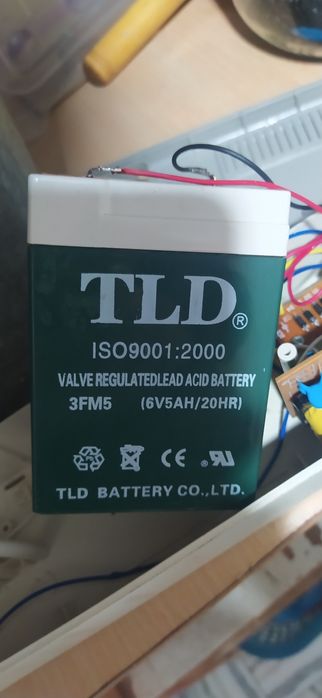 TLD®
ISO9001:2000
VALVE REGULATEDLEAD ACID BATTERY
3FM5 (6V5AH/20HR)
CE
TLD BATTERY CO.,LTD.